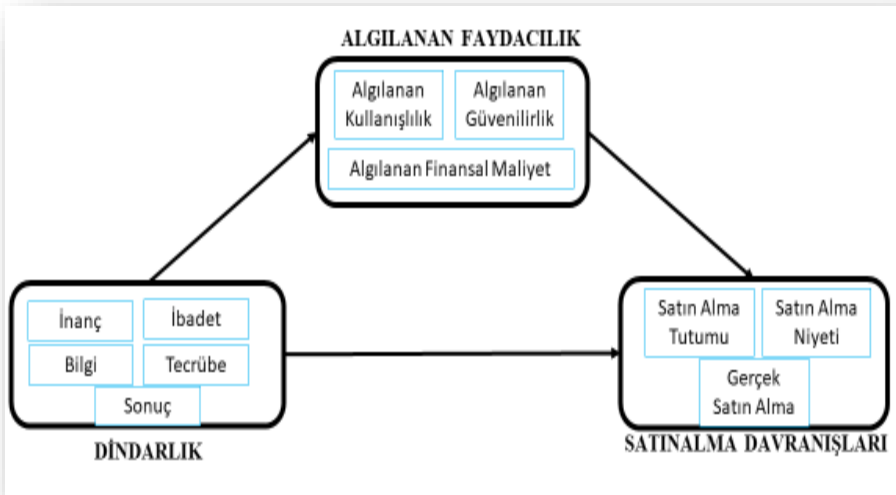 ALGILANAN FAYDACILIK
Algılanan
Kullanışlılık
Algılanan
Güvenilirlik
Algılanan Finansal Maliyet
İnanç
İbadet
Bilgi
Tecrübe
Sonuç
DİNDARLIK
Satın Alma
Tutumu
Satın Alma
Niyeti
Gerçek
Satın Alma
SATINALMA DAVRANIŞLARI